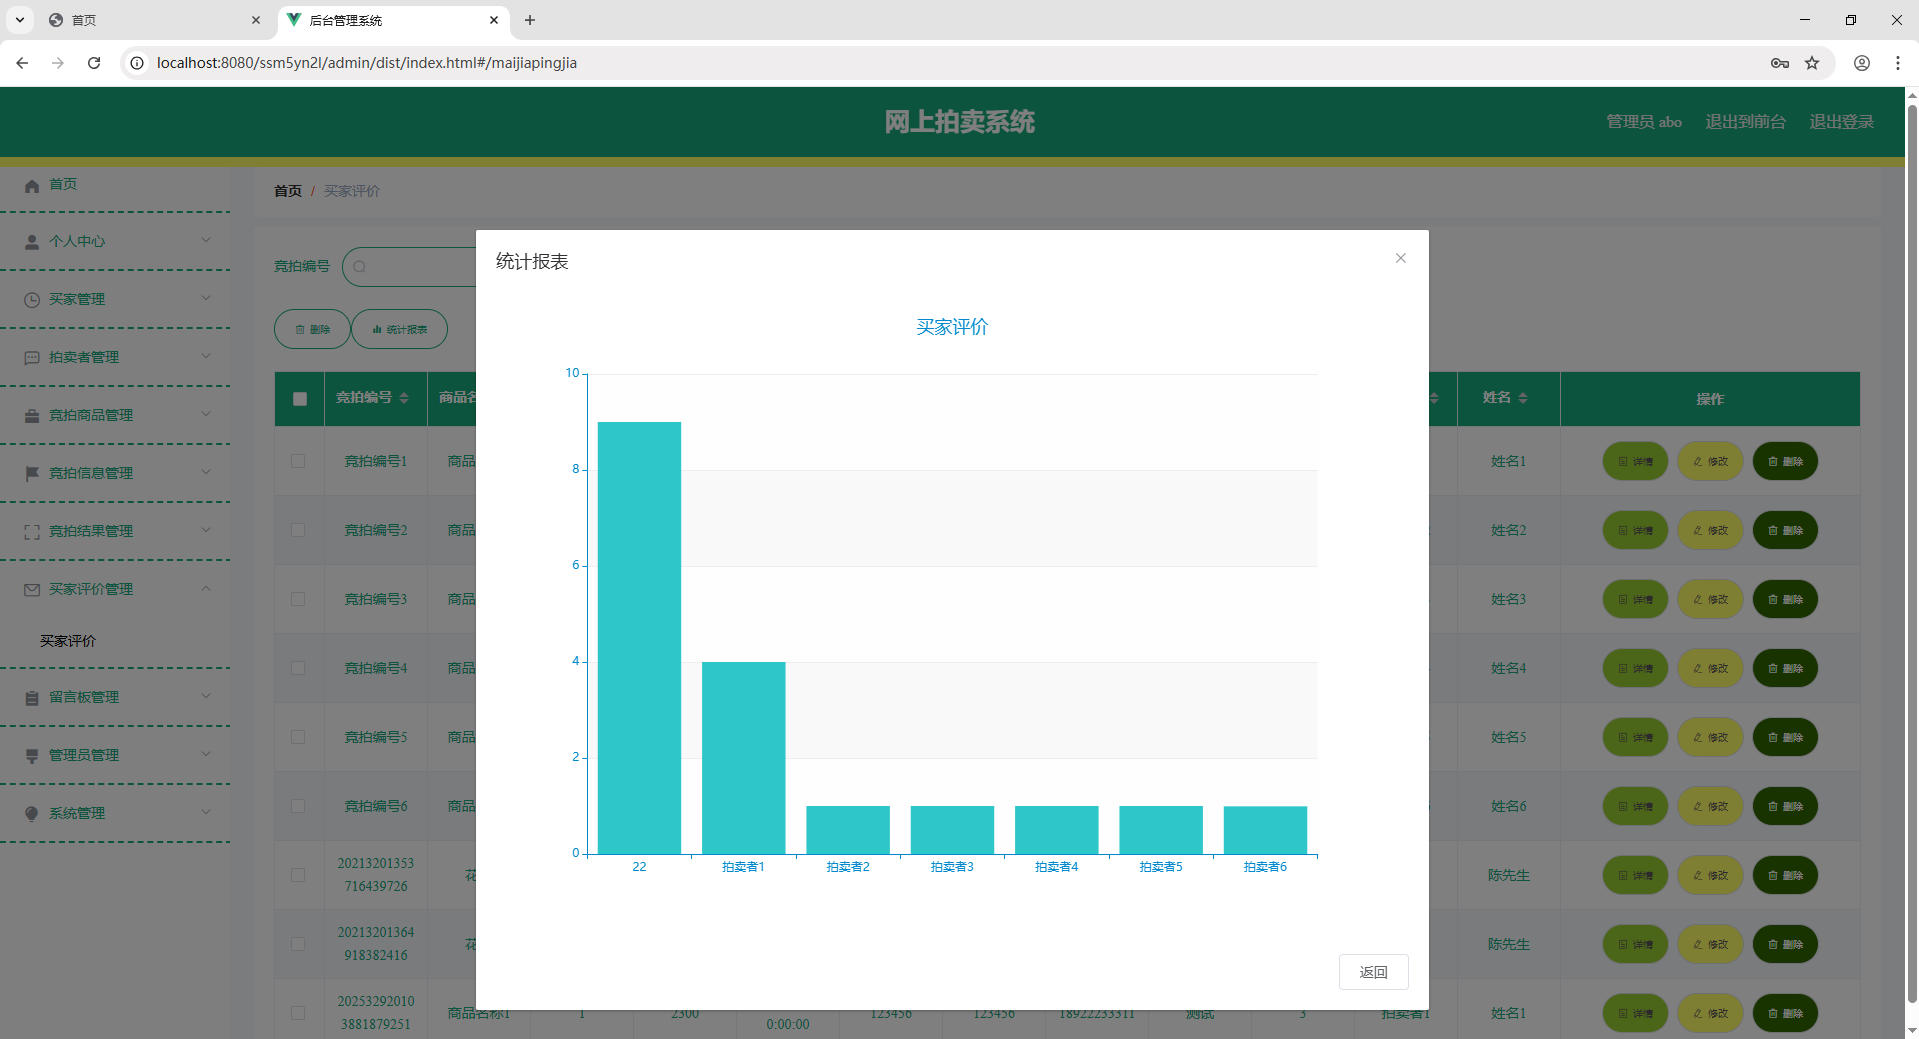 首页
后台管理系统
localhost:8080/ssm5yn2l/admin/dist/index.html#/maijiapingjia
网上拍卖系统
管理员 abo
退出到前台
退出登录
首页
个人中心
买家管理
拍卖者管理
竞拍商品管理
竞拍信息管理
竞拍结果管理
买家评价管理
买家评价
留言板管理
管理员管理
系统管理
首页 / 买家评价
竞拍编号
删除
统计报表
竞拍编号
姓名
操作
竞拍编号1 商品
姓名1 详情 修改 删除
竞拍编号2 商品
姓名2 详情 修改 删除
竞拍编号3 商品
姓名3 详情 修改 删除
竞拍编号4 商品
姓名4 详情 修改 删除
竞拍编号5 商品
姓名5 详情 修改 删除
竞拍编号6 商品
姓名6 详情 修改 删除
20213201353
716439726
花
陈先生 详情 修改 删除
20213201364
918382416
花
陈先生 详情 修改 删除
20253292010
3881879251
商品名称1 1 2300
0:00:00
123456 123456 18922233311 测试 3 拍卖者1 姓名1 详情 修改 删除
统计报表
买家评价
10
8
6
4
2
0
22 拍卖者1 拍卖者2 拍卖者3 拍卖者4 拍卖者5 拍卖者6
返回